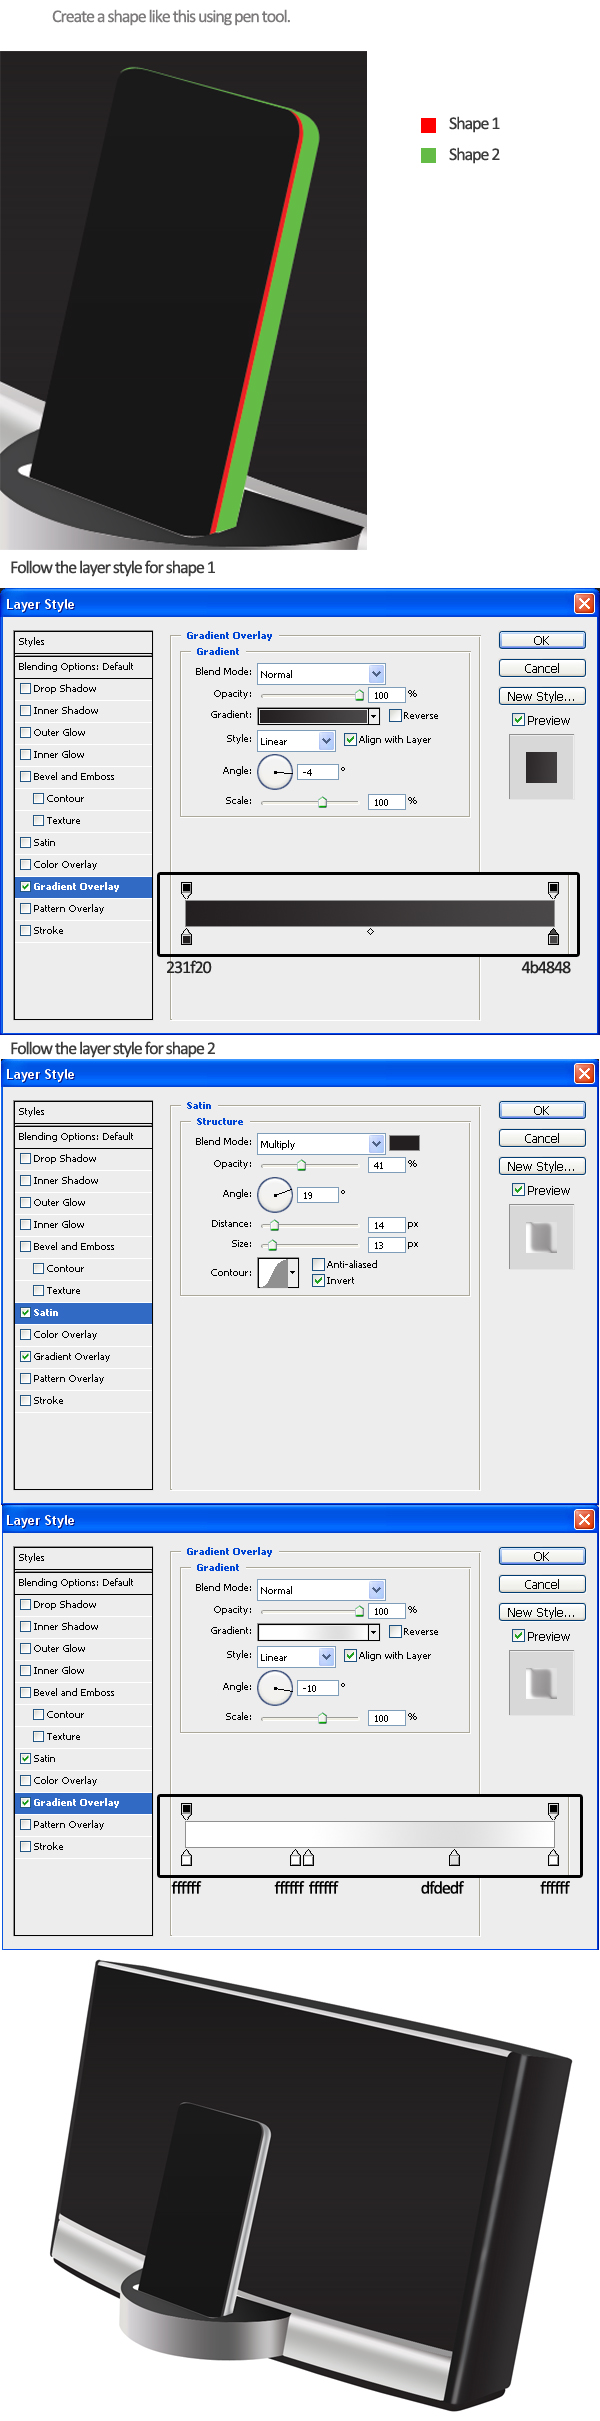 Create a shape like this using pen tool.
Shape 1
Shape 2
Follow the layer style for shape 1
Layer Style
Styles
Blending Options: Default
Drop Shadow
Inner Shadow
Outer Glow
Inner Glow
Bevel and Emboss
Contour
Texture
Satin
Color Overlay
Gradient Overlay
Pattern Overlay
Stroke
Gradient Overlay
Gradient
Blend Mode: Normal
Opacity: 100 %
Gradient: Reverse
Style: Linear Align with Layer
Angle: -4 °
Scale: 100 %
OK
Cancel
New Style...
Preview
231f20 4b4848
Follow the layer style for shape 2
Layer Style
Styles
Blending Options: Default
Drop Shadow
Inner Shadow
Outer Glow
Inner Glow
Bevel and Emboss
Contour
Texture
Satin
Color Overlay
Gradient Overlay
Pattern Overlay
Stroke
Satin
Structure
Blend Mode: Multiply
Opacity: 41 %
Angle: 19 °
Distance: 14 px
Size: 13 px
Contour: Anti-aliased
Invert
OK
Cancel
New Style...
Preview
Layer Style
Styles
Blending Options: Default
Drop Shadow
Inner Shadow
Outer Glow
Inner Glow
Bevel and Emboss
Contour
Texture
Satin
Color Overlay
Gradient Overlay
Pattern Overlay
Stroke
Gradient Overlay
Gradient
Blend Mode: Normal
Opacity: 100 %
Gradient: Reverse
Style: Linear Align with Layer
Angle: -10 °
Scale: 100 %
OK
Cancel
New Style...
Preview
ffffff ffffff ffffff dfdedf ffffff